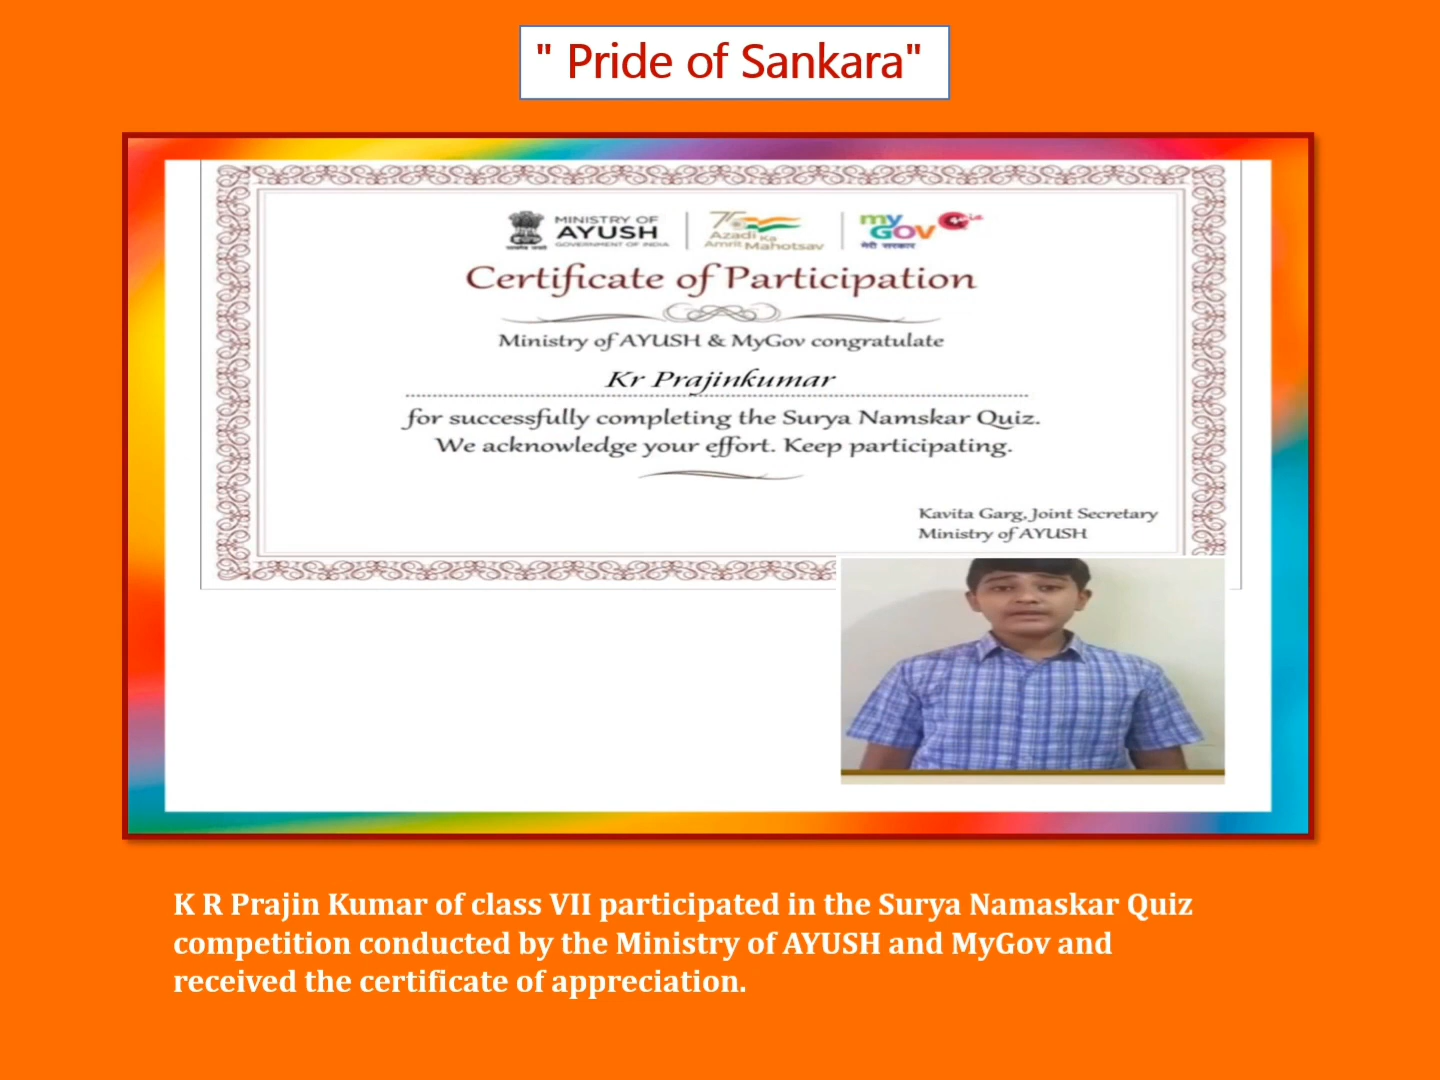 " Pride of Sankara"
MINISTRY OF
AYUSH
GOVERNMENT OF INDIA
75
Azadi Ka
Amrit Mahotsav
my
GOV
मेरी सरकार
Certificate of Participation
Ministry of AYUSH & MyGov congratulate
Kr Prajinkumar
for successfully completing the Surya Namskar Quiz.
We acknowledge your effort. Keep participating.
Kavita Garg, Joint Secretary
Ministry of AYUSH
K R Prajin Kumar of class VII participated in the Surya Namaskar Quiz
competition conducted by the Ministry of AYUSH and MyGov and
received the certificate of appreciation.